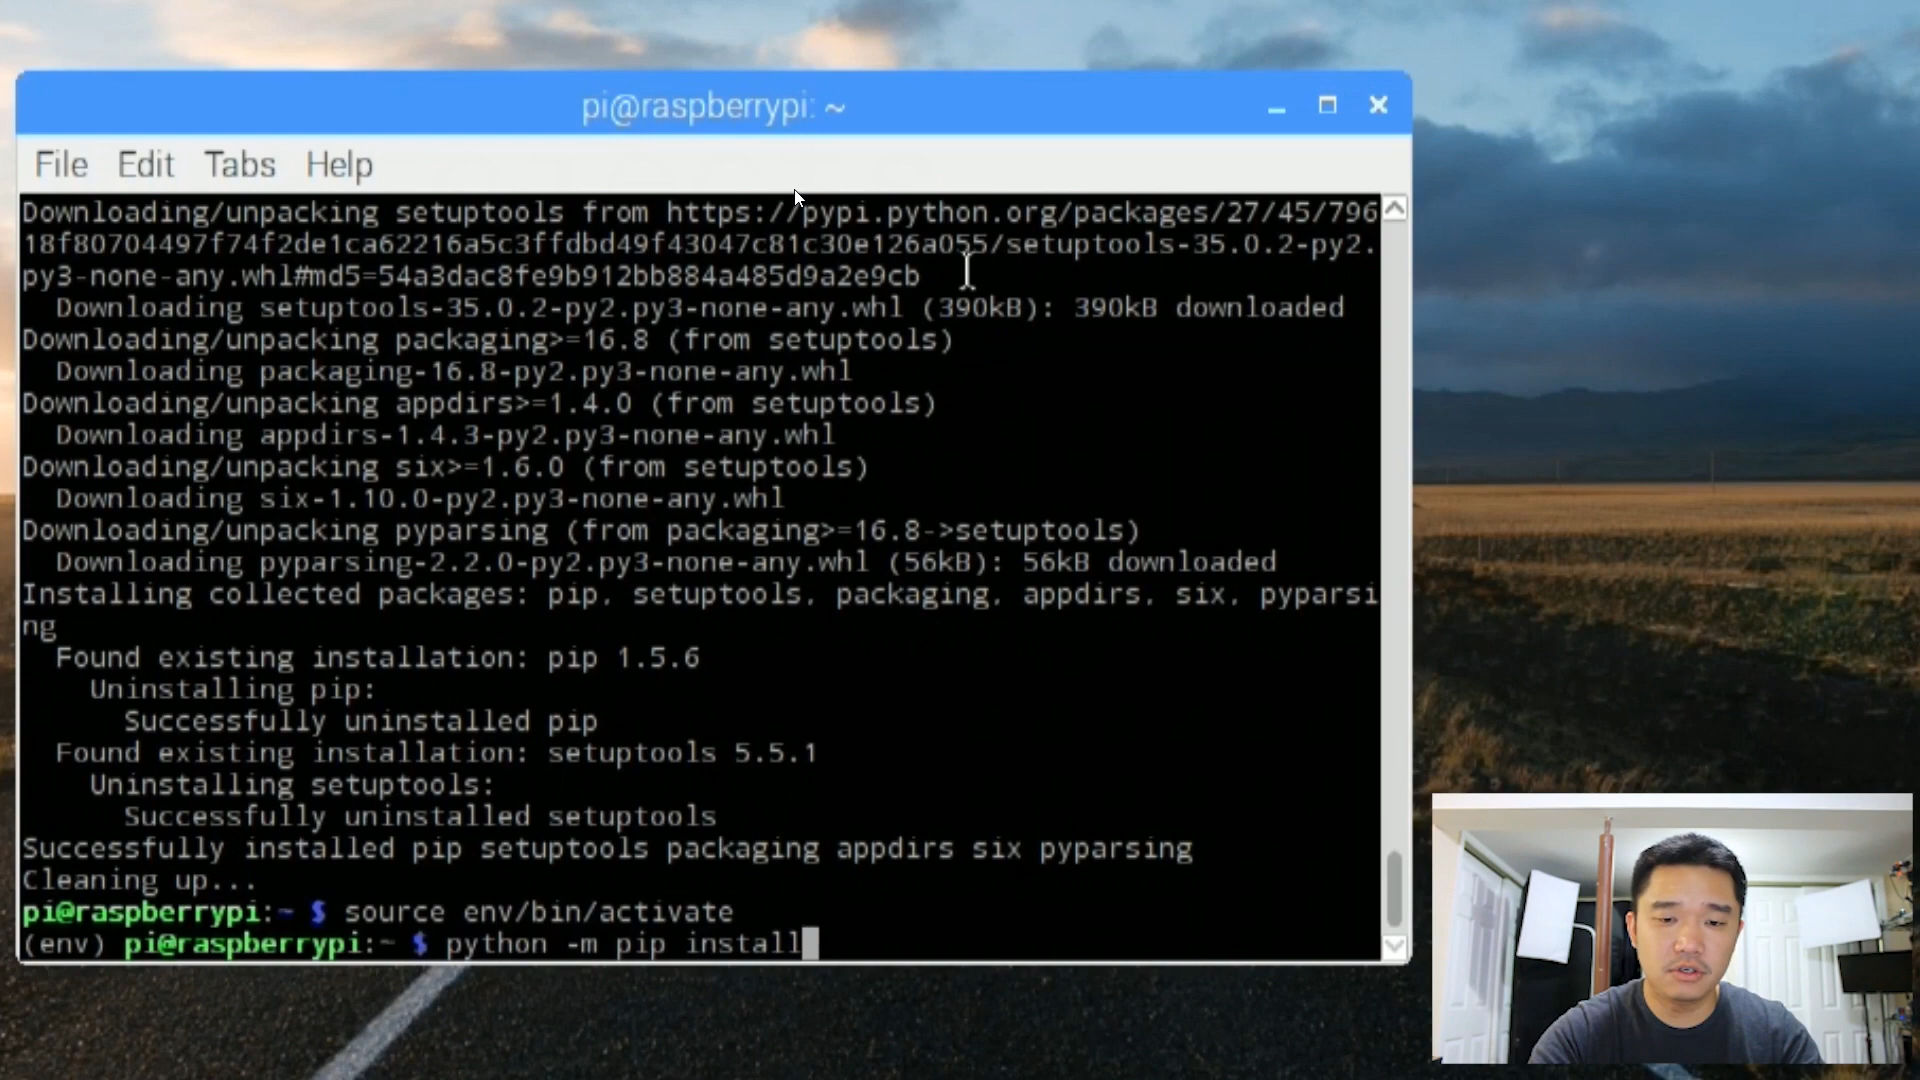 pi@raspberrypi: ~
File Edit Tabs Help
Downloading/unpacking setuptools from https://pypi.python.org/packages/27/45/796
18f80704497f74f2de1ca62216a5c3ffdbd49f43047c81c30e126a055/setuptools-35.0.2-py2.
py3-none-any.whl#md5=54a3dac8fe9b912bb884a485d9a2e9cb
Downloading setuptools-35.0.2-py2.py3-none-any.whl (390kB): 390kB downloaded
Downloading/unpacking packaging>=16.8 (from setuptools)
Downloading packaging-16.8-py2.py3-none-any.whl
Downloading/unpacking appdirs>=1.4.0 (from setuptools)
Downloading appdirs-1.4.3-py2.py3-none-any.whl
Downloading/unpacking six>=1.6.0 (from setuptools)
Downloading six-1.10.0-py2.py3-none-any.whl
Downloading/unpacking pyparsing (from packaging>=16.8->setuptools)
Downloading pyparsing-2.2.0-py2.py3-none-any.whl (56kB): 56kB downloaded
Installing collected packages: pip, setuptools, packaging, appdirs, six, pyparsi
ng
Found existing installation: pip 1.5.6
Uninstalling pip:
Successfully uninstalled pip
Found existing installation: setuptools 5.5.1
Uninstalling setuptools:
Successfully uninstalled setuptools
Successfully installed pip setuptools packaging appdirs six pyparsing
Cleaning up...
pi@raspberrypi:~ $ source env/bin/activate
(env) pi@raspberrypi:~ $ python -m pip install